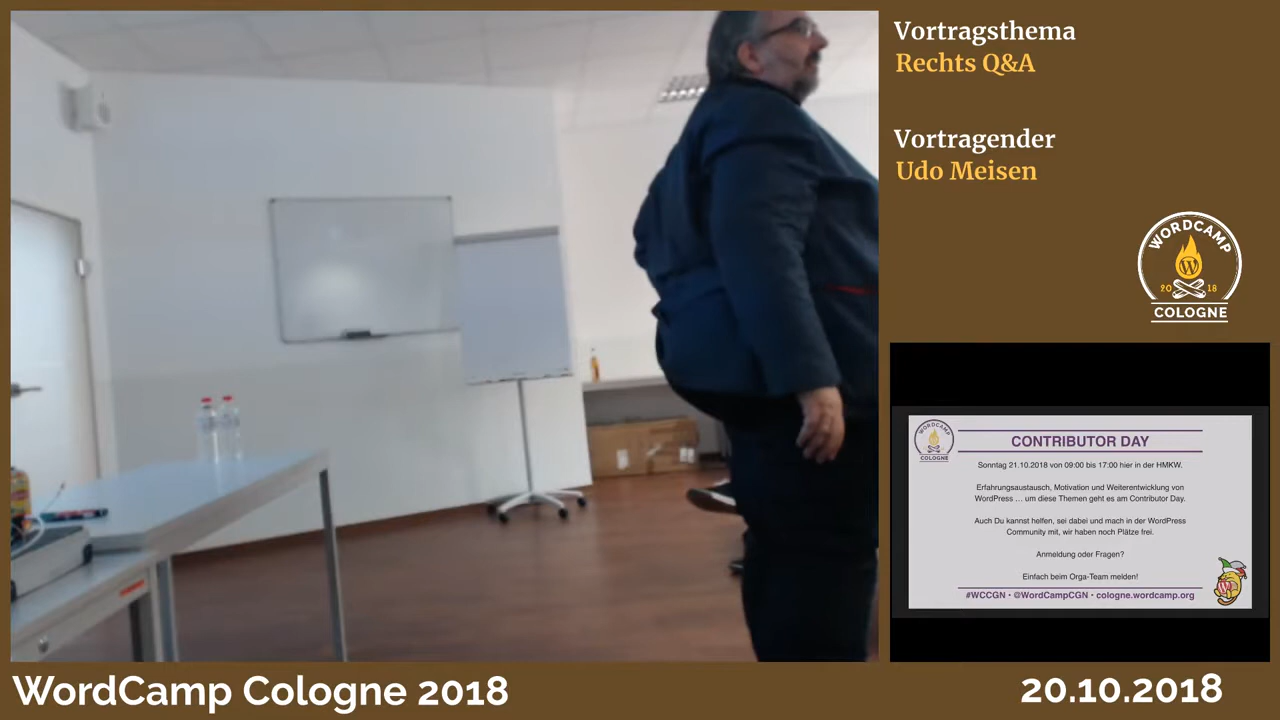 Vortragsthema
Rechts Q&A
Vortragender
Udo Meisen
WORDCAMP
20 18
COLOGNE
WORDCAMP
COLOGNE
CONTRIBUTOR DAY
Sonntag 21.10.2018 von 09:00 bis 17:00 hier in der HMKW.
Erfahrungsaustausch, Motivation und Weiterentwicklung von
WordPress … um diese Themen geht es am Contributor Day.
Auch Du kannst helfen, sei dabei und mach in der WordPress
Community mit, wir haben noch Plätze frei.
Anmeldung oder Fragen?
Einfach beim Orga-Team melden!
#WCCGN • @WordCampCGN • cologne.wordcamp.org
WordCamp Cologne 2018
20.10.2018